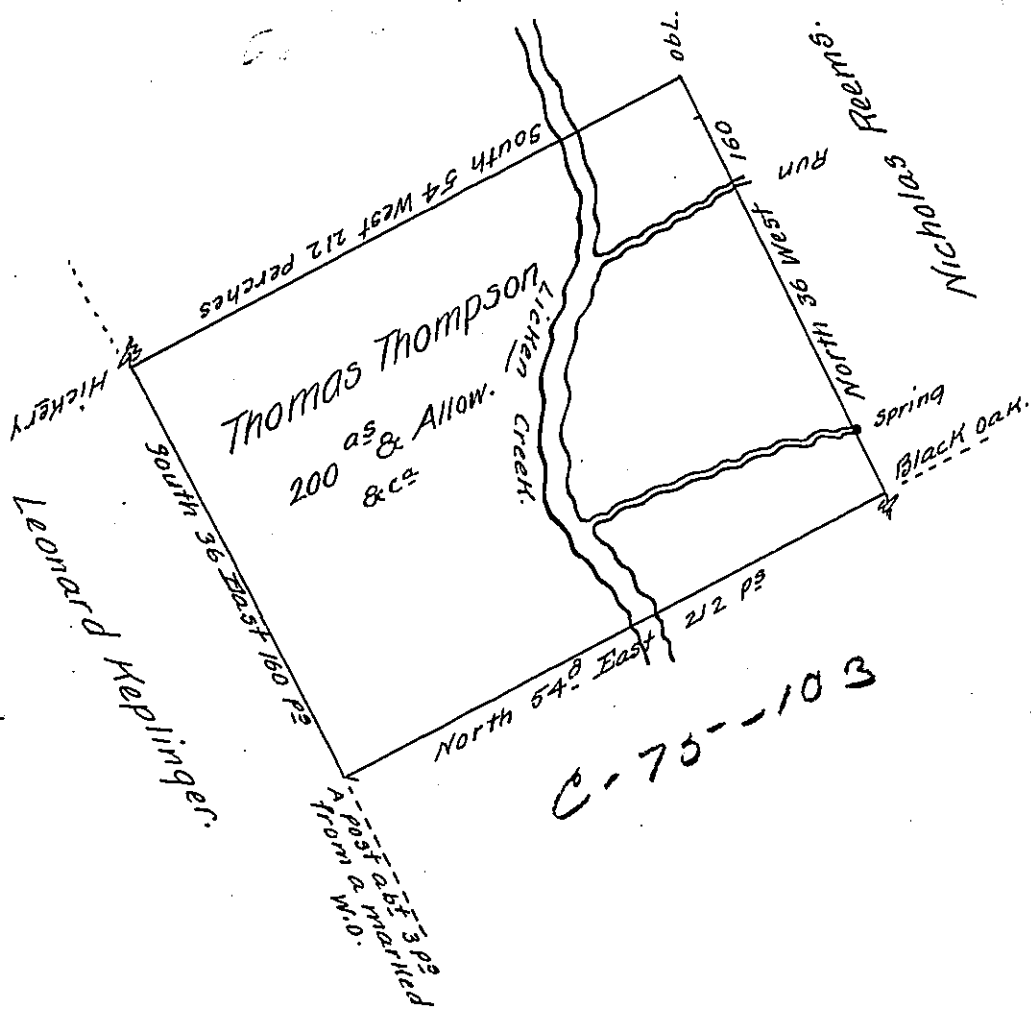 790.
Nicholas Reems.
Run
160
North 36 West
South 54 West 212 Perches
Hickery
Thomas Thompson
200 as & Allow.
&ca
Licken
Creek.
spring
Black Oak.
South 36 East 160 Ps
Leonard Keplinger.
North 54d East 212 Ps
A post abt 3 Ps
from a marked
W.O.
C-75--103